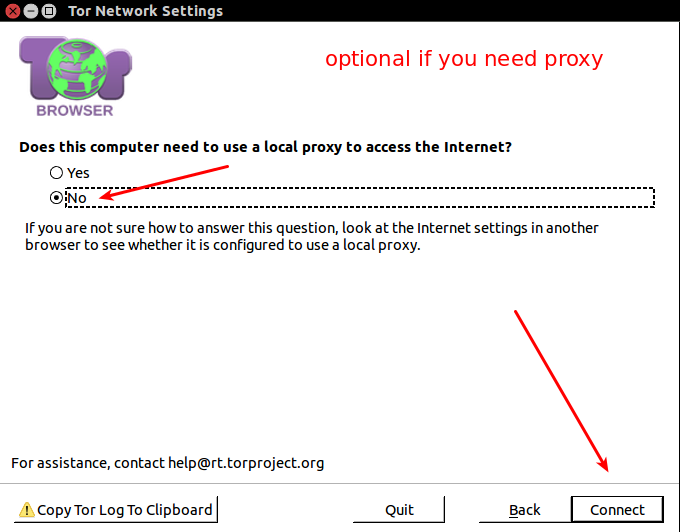 Tor Network Settings
Tor
BROWSER
optional if you need proxy
Does this computer need to use a local proxy to access the Internet?
Yes
No
If you are not sure how to answer this question, look at the Internet settings in another
browser to see whether it is configured to use a local proxy.
For assistance, contact help@rt.torproject.org
Copy Tor Log To Clipboard
Quit
Back
Connect